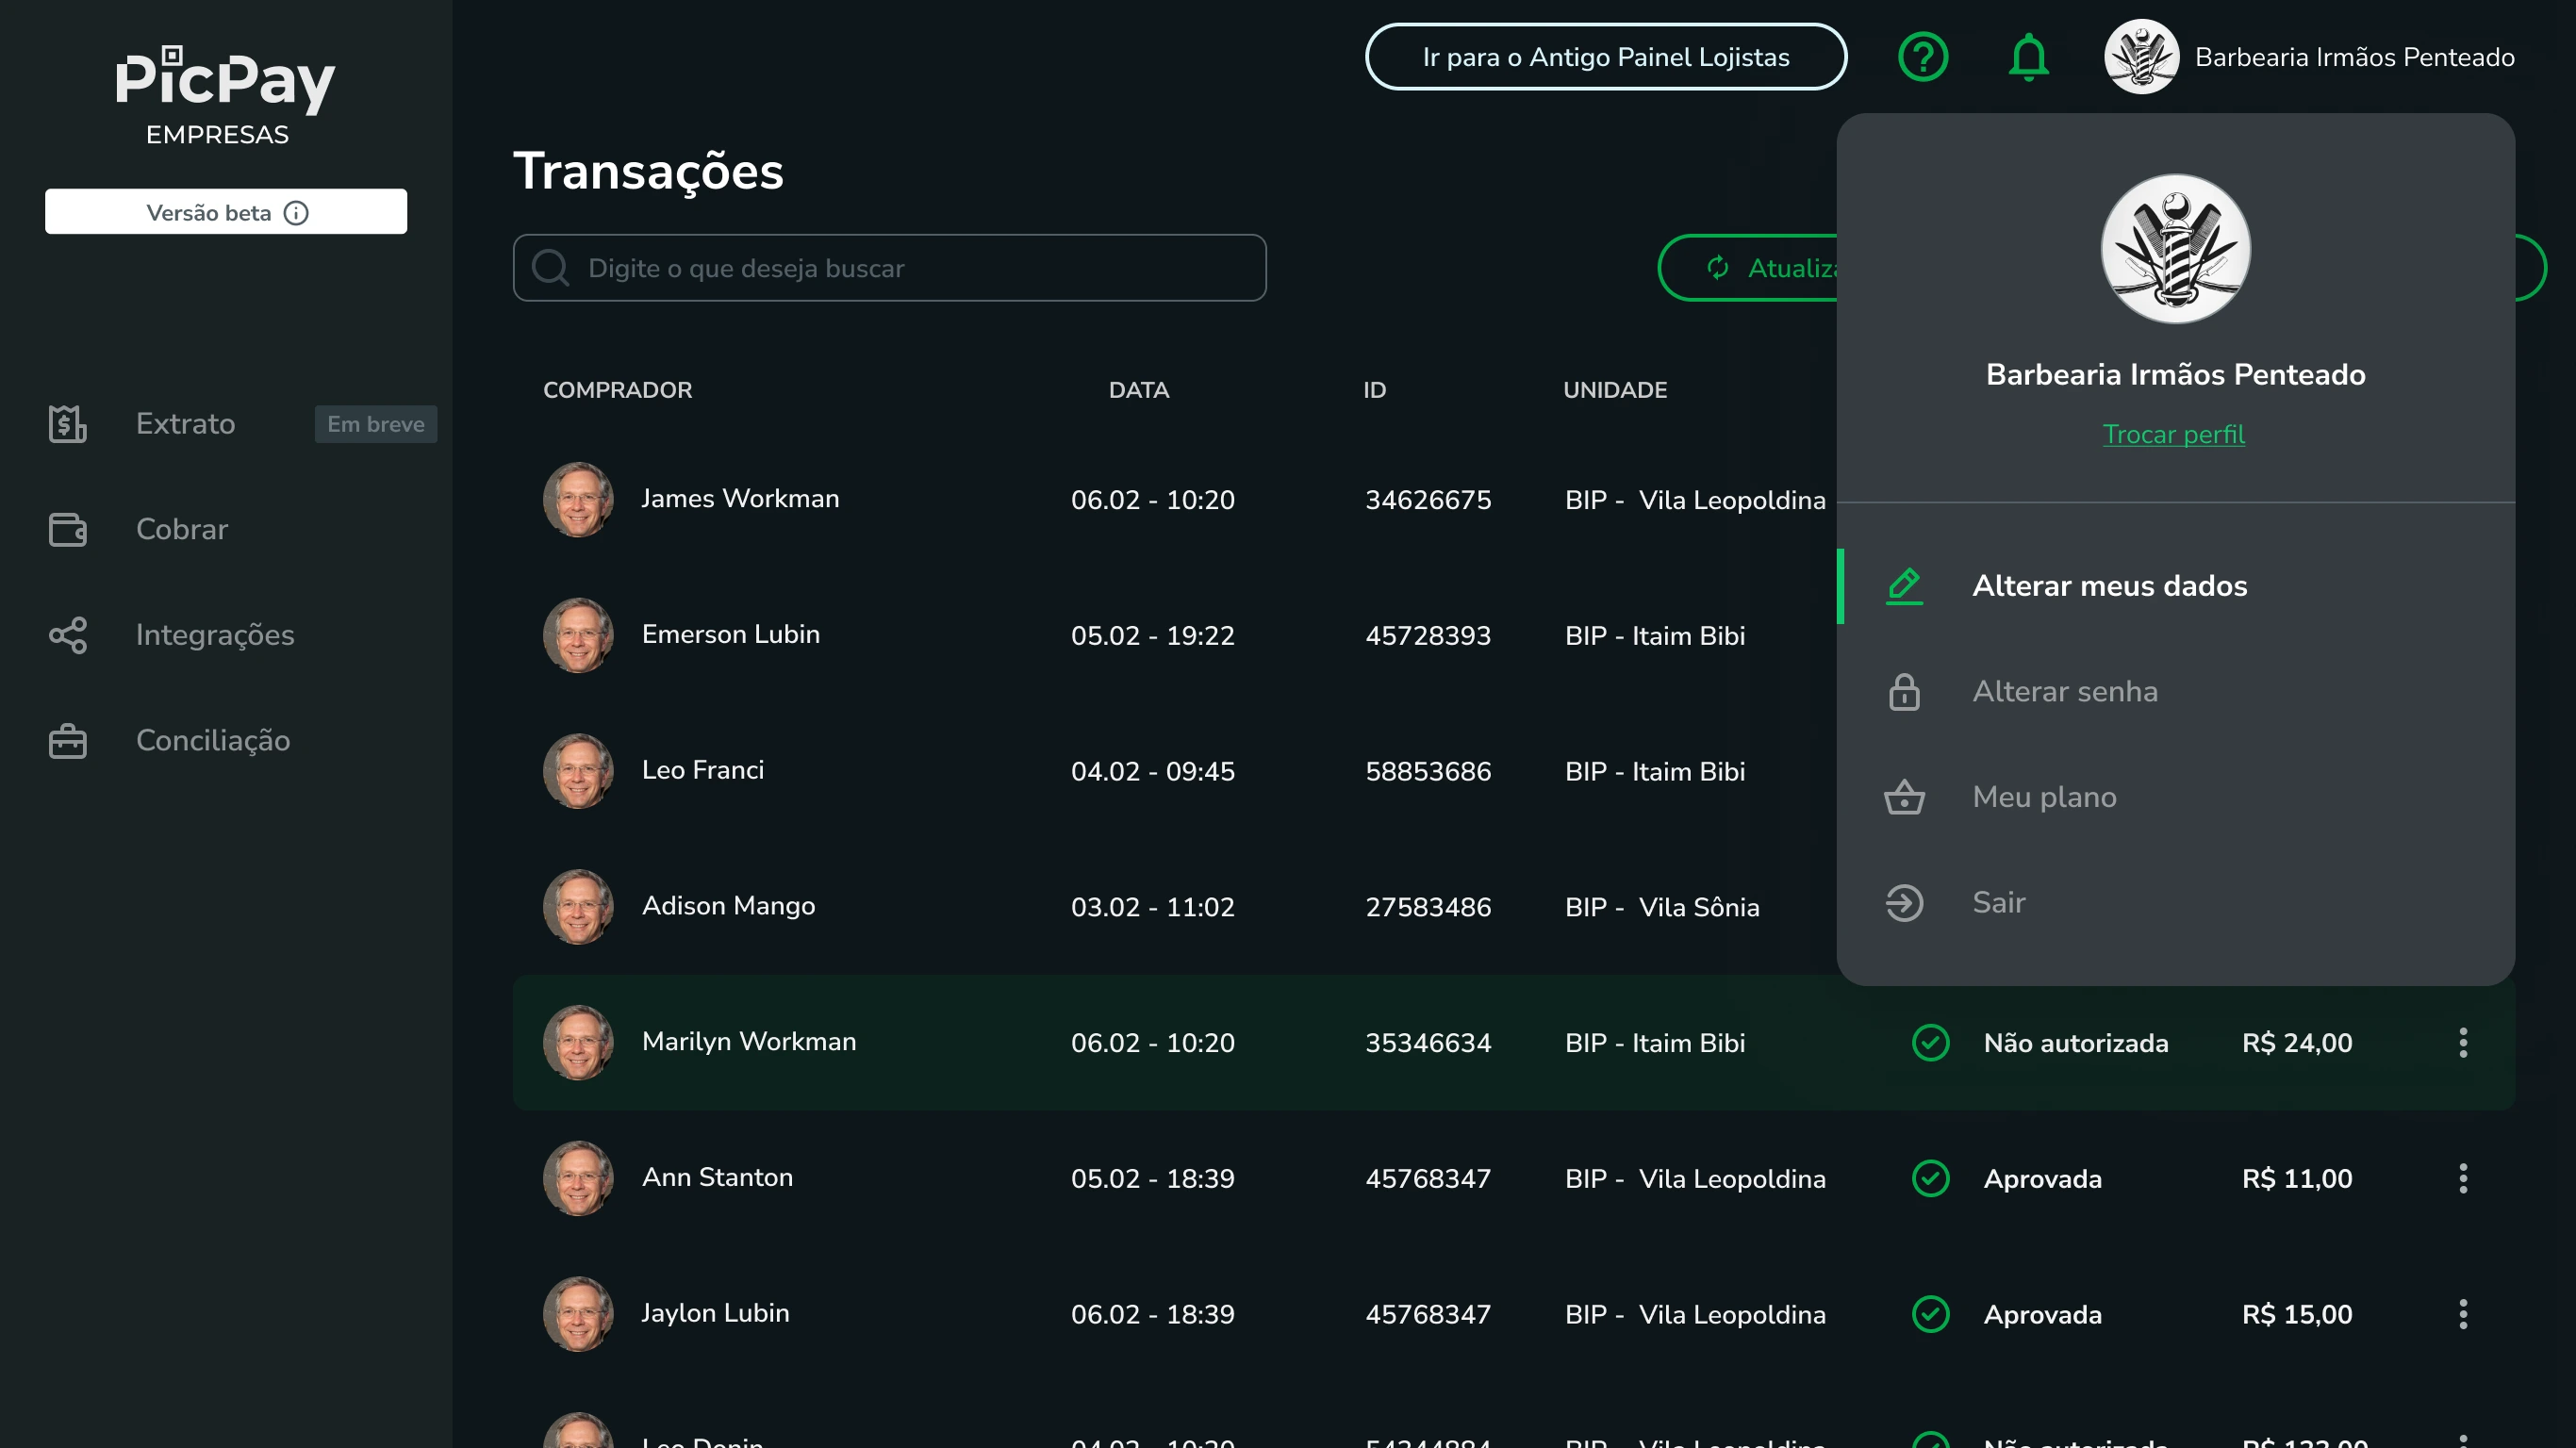 PicPay
EMPRESAS
Versão beta
Extrato
Em breve
Cobrar
Integrações
Conciliação
Ir para o Antigo Painel Lojistas
Barbearia Irmãos Penteado
Transações
Digite o que deseja buscar
COMPRADOR DATA ID UNIDADE
James Workman 06.02 - 10:20 34626675 BIP - Vila Leopoldina
Emerson Lubin 05.02 - 19:22 45728393 BIP - Itaim Bibi
Leo Franci 04.02 - 09:45 58853686 BIP - Itaim Bibi
Adison Mango 03.02 - 11:02 27583486 BIP - Vila Sônia
Marilyn Workman 06.02 - 10:20 35346634 BIP - Itaim Bibi Não autorizada R$ 24,00
Ann Stanton 05.02 - 18:39 45768347 BIP - Vila Leopoldina Aprovada R$ 11,00
Jaylon Lubin 06.02 - 18:39 45768347 BIP - Vila Leopoldina Aprovada R$ 15,00
Barbearia Irmãos Penteado
Trocar perfil
Alterar meus dados
Alterar senha
Meu plano
Sair